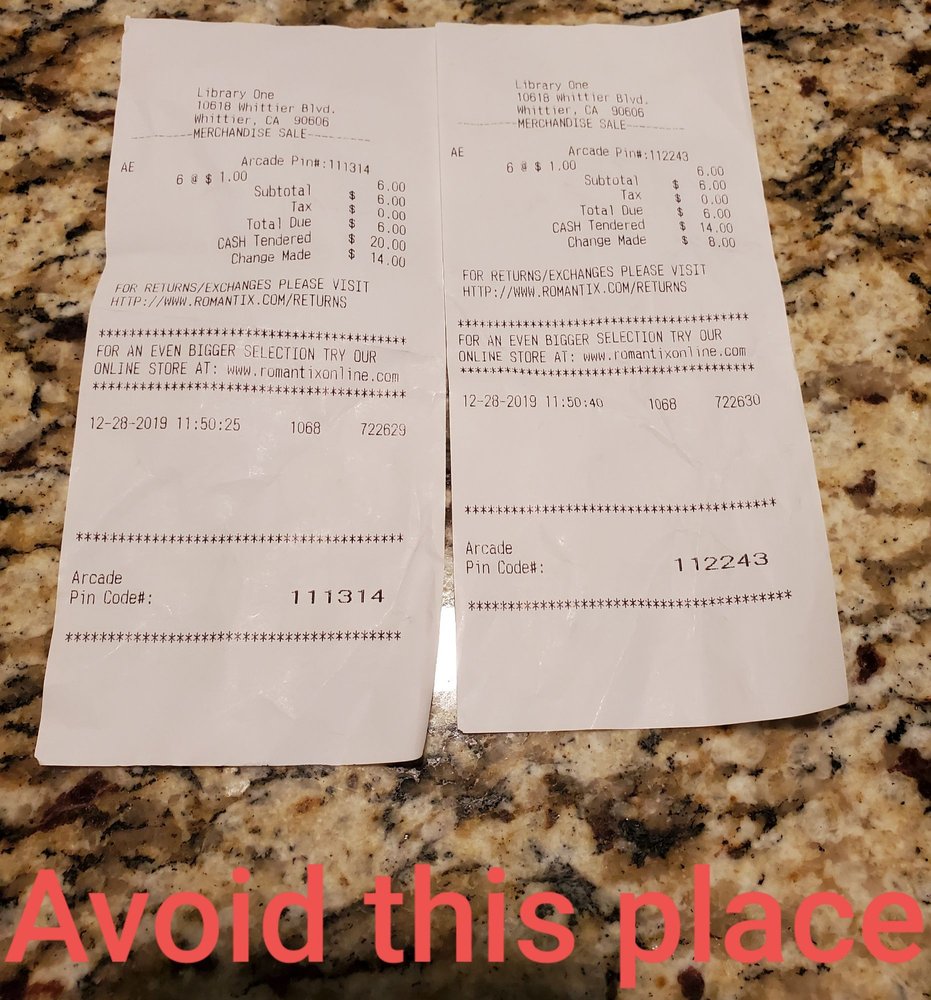 Library One
10618 Whittier Blvd.
Whittier, CA 90606
--------MERCHANDISE SALE--------
AE Arcade Pin#:111314
6 @ $ 1.00 6.00
Subtotal $ 6.00
Tax $ 0.00
Total Due $ 6.00
CASH Tendered $ 20.00
Change Made $ 14.00
FOR RETURNS/EXCHANGES PLEASE VISIT
HTTP://WWW.ROMANTIX.COM/RETURNS
****************************************
FOR AN EVEN BIGGER SELECTION TRY OUR
ONLINE STORE AT: www.romantixonline.com
****************************************
12-28-2019 11:50:25 1068 722629
****************************************
Arcade
Pin Code#: 111314
****************************************
Library One
10618 Whittier Blvd.
Whittier, CA 90606
--------MERCHANDISE SALE--------
AE Arcade Pin#:112243
6 @ $ 1.00 6.00
Subtotal $ 6.00
Tax $ 0.00
Total Due $ 6.00
CASH Tendered $ 14.00
Change Made $ 8.00
FOR RETURNS/EXCHANGES PLEASE VISIT
HTTP://WWW.ROMANTIX.COM/RETURNS
****************************************
FOR AN EVEN BIGGER SELECTION TRY OUR
ONLINE STORE AT: www.romantixonline.com
****************************************
12-28-2019 11:50:40 1068 722630
****************************************
Arcade
Pin Code#: 112243
****************************************
Avoid this place